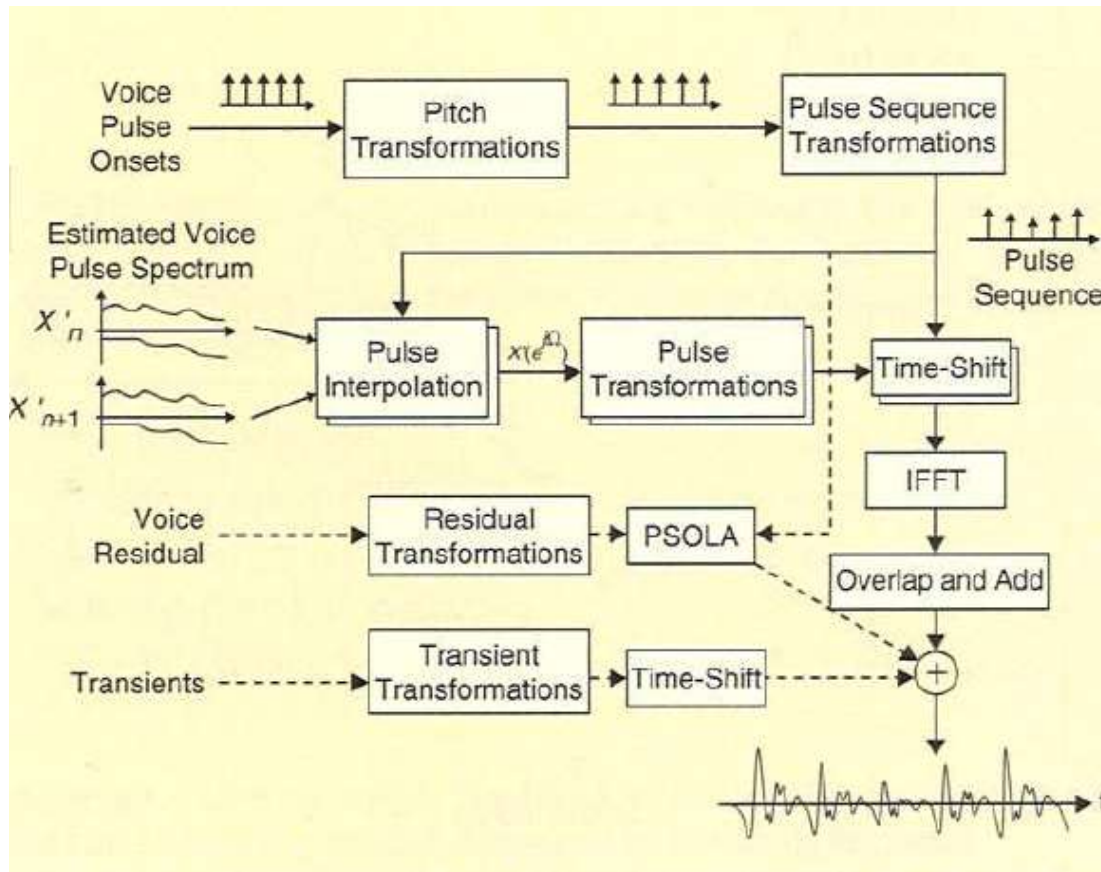 Voice
Pulse
Onsets
Pitch
Transformations
Pulse Sequence
Transformations
Estimated Voice
Pulse Spectrum
X'n
X'n+1
Pulse
Interpolation
X(e^jΩ)
Pulse
Transformations
Pulse
Sequence
Time-Shift
IFFT
Overlap and Add
Voice
Residual
Residual
Transformations
PSOLA
Transients
Transient
Transformations
Time-Shift
+
t